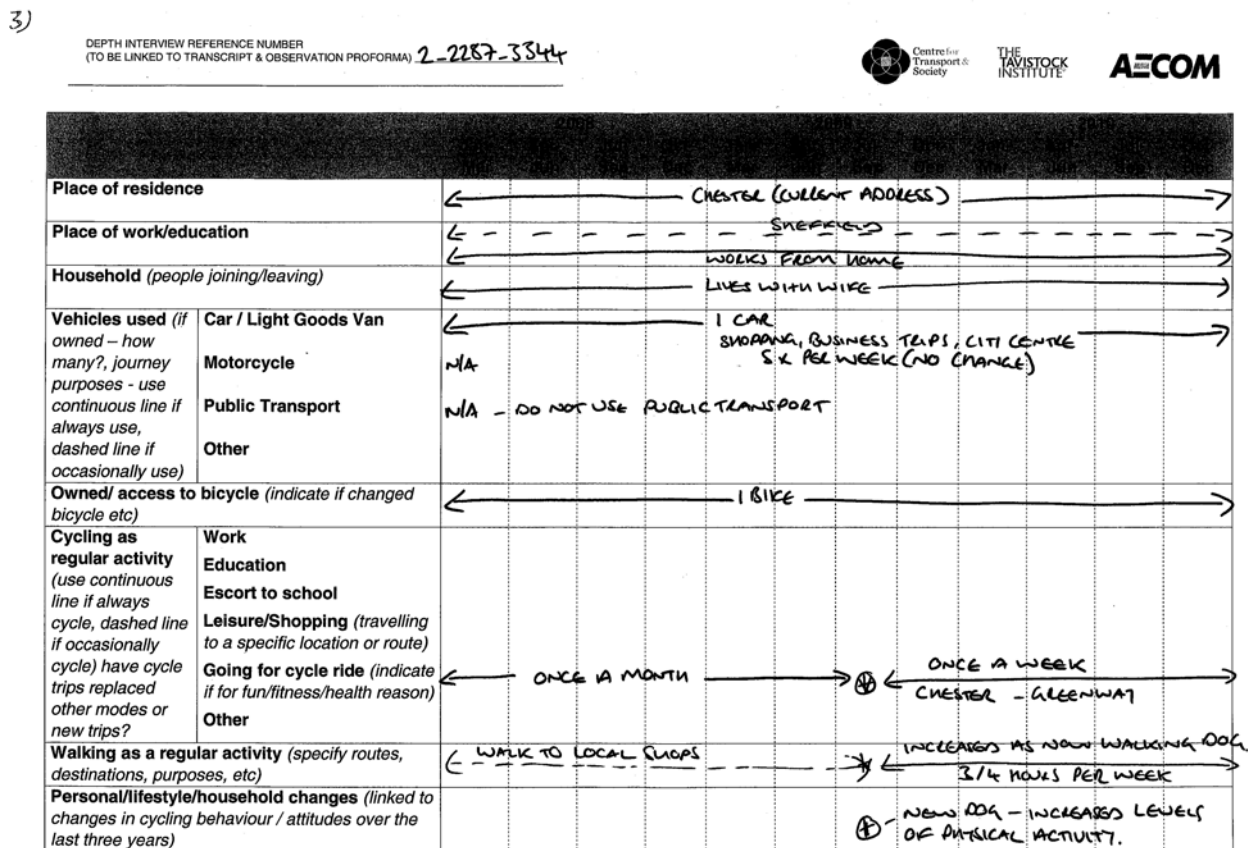 3)
DEPTH INTERVIEW REFERENCE NUMBER
(TO BE LINKED TO TRANSCRIPT & OBSERVATION PROFORMA) 2-2287-3344
Centre for
Transport &
Society
THE
TAVISTOCK
INSTITUTE
AECOM
Place of residence
CHESTER (CURRENT ADDRESS)
Place of work/education
SHEFFIELD
WORKS FROM HOME
Household (people joining/leaving)
LIVES WITH WIFE
Vehicles used (if
owned – how
many?, journey
purposes - use
continuous line if
always use,
dashed line if
occasionally use)
Car / Light Goods Van
1 CAR
SHOPPING, BUSINESS TRIPS, CITY CENTRE
5 X PER WEEK (NO CHANGE)
Motorcycle
N/A
Public Transport
N/A - DO NOT USE PUBLIC TRANSPORT
Other
Owned/ access to bicycle (indicate if changed
bicycle etc)
1 BIKE
Cycling as
regular activity
(use continuous
line if always
cycle, dashed line
if occasionally
cycle) have cycle
trips replaced
other modes or
new trips?
Work
Education
Escort to school
Leisure/Shopping (travelling
to a specific location or route)
Going for cycle ride (indicate
if for fun/fitness/health reason)
ONCE A MONTH
ONCE A WEEK
CHESTER - GREENWAY
Other
Walking as a regular activity (specify routes,
destinations, purposes, etc)
WALK TO LOCAL SHOPS
INCREASED AS NOW WALKING DOG
3/4 HOURS PER WEEK
Personal/lifestyle/household changes (linked to
changes in cycling behaviour / attitudes over the
last three years)
- NEW DOG - INCREASED LEVELS
OF PHYSICAL ACTIVITY.